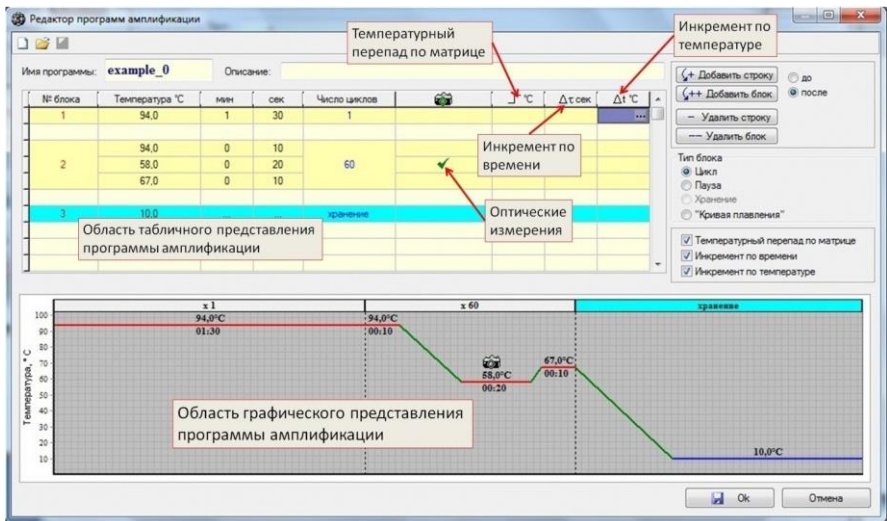 Редактор программ амплификации
Температурный
перепад по матрице
Инкремент по
температуре
Имя программы: example_0 Описание:
Добавить строку
Добавить блок
до
после
Удалить строку
Удалить блок
№ блока Температура °C мин сек Число циклов °C Δτ сек Δt °C
1 94,0 1 30 1 ...
94,0 0 10
2 58,0 0 20 60
67,0 0 10
3 10,0 ... ... хранение
Инкремент по
времени
Оптические
измерения
Область табличного представления
программы амплификации
Тип блока
Цикл
Пауза
Хранение
"Кривая плавления"
Температурный перепад по матрице
Инкремент по времени
Инкремент по температуре
x 1 x 60 хранение
Температура, °C
100
90
80
70
60
50
40
30
20
10
94,0°C
01:30
94,0°C
00:10
58,0°C
00:20
67,0°C
00:10
10,0°C
Область графического представления
программы амплификации
Ok Отмена